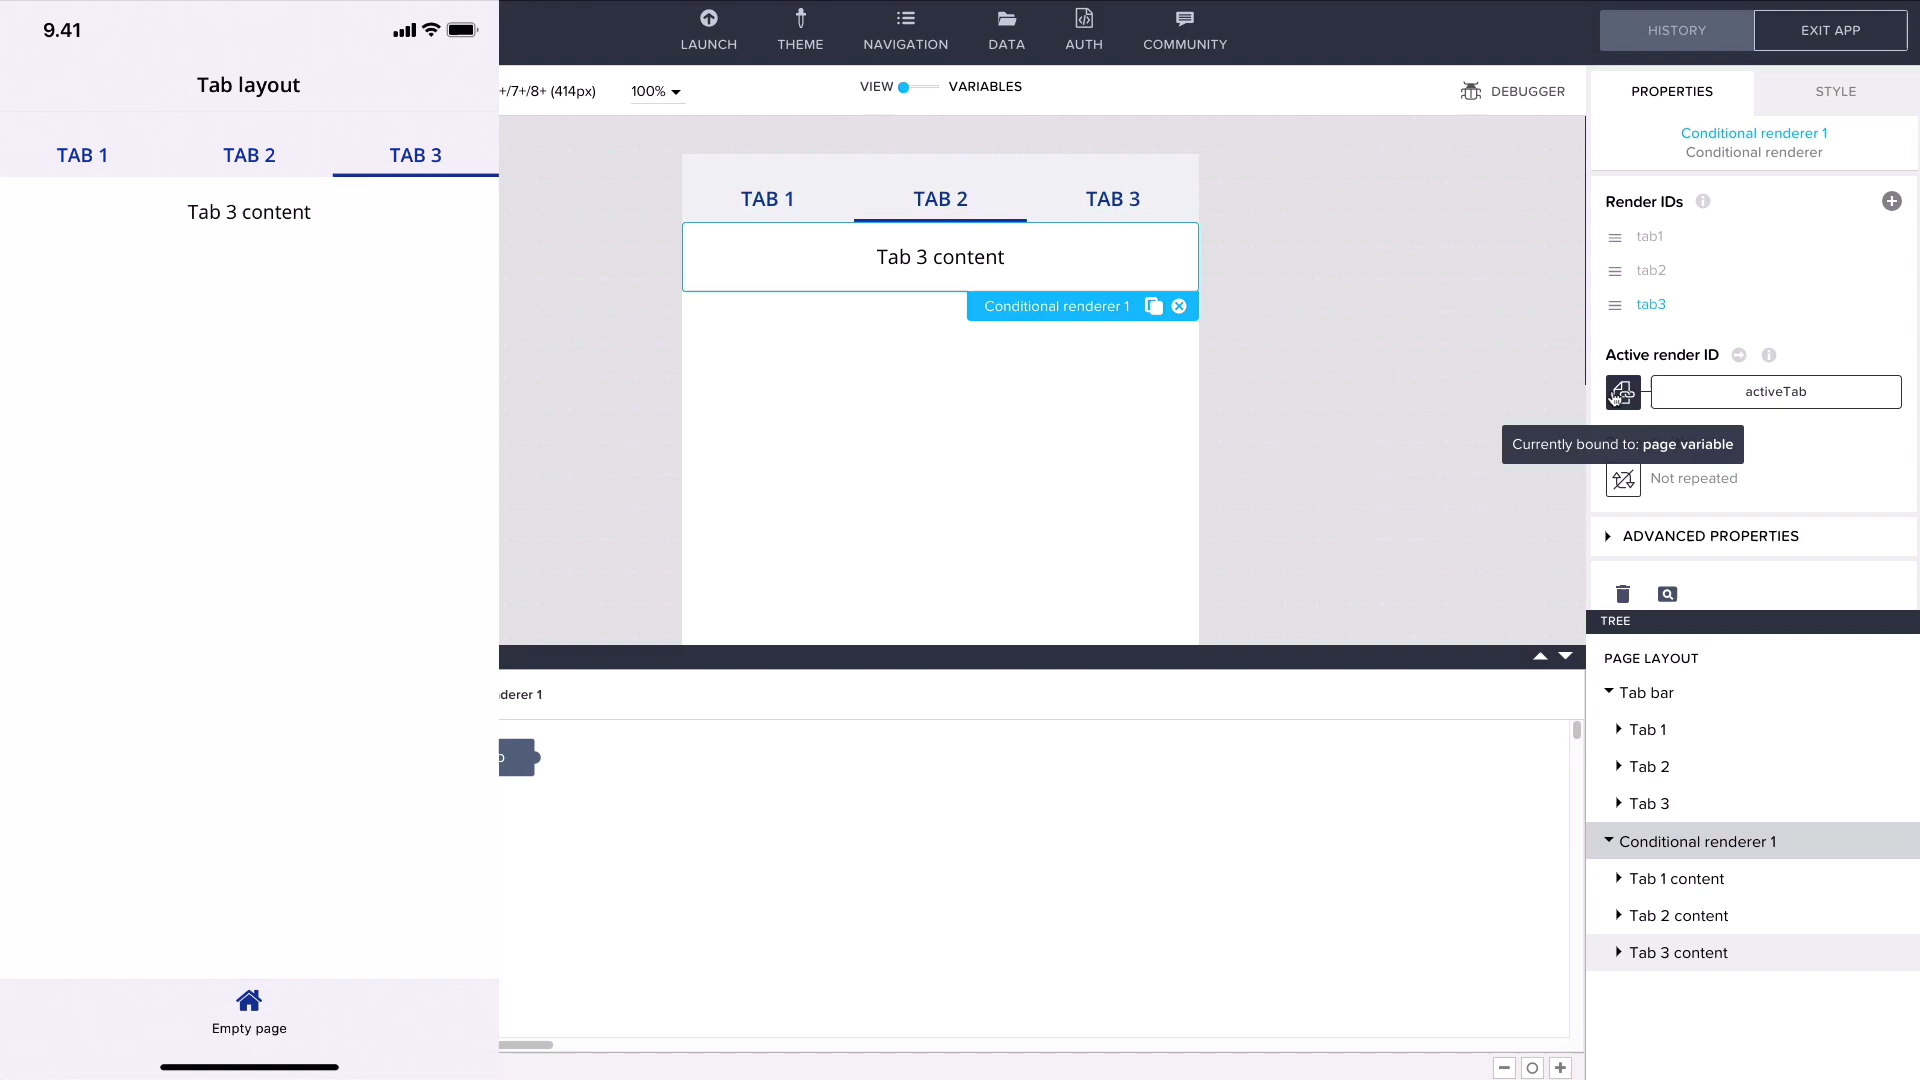 9.41
Tab layout
TAB 1
TAB 2
TAB 3
Tab 3 content
Empty page
LAUNCH
THEME
NAVIGATION
DATA
AUTH
COMMUNITY
HISTORY
EXIT APP
+/7+/8+ (414px)
100%
VIEW
VARIABLES
DEBUGGER
TAB 1
TAB 2
TAB 3
Tab 3 content
Conditional renderer 1
derer 1
PROPERTIES
STYLE
Conditional renderer 1
Conditional renderer
Render IDs
tab1
tab2
tab3
Active render ID
activeTab
Currently bound to: page variable
Not repeated
ADVANCED PROPERTIES
TREE
PAGE LAYOUT
Tab bar
Tab 1
Tab 2
Tab 3
Conditional renderer 1
Tab 1 content
Tab 2 content
Tab 3 content